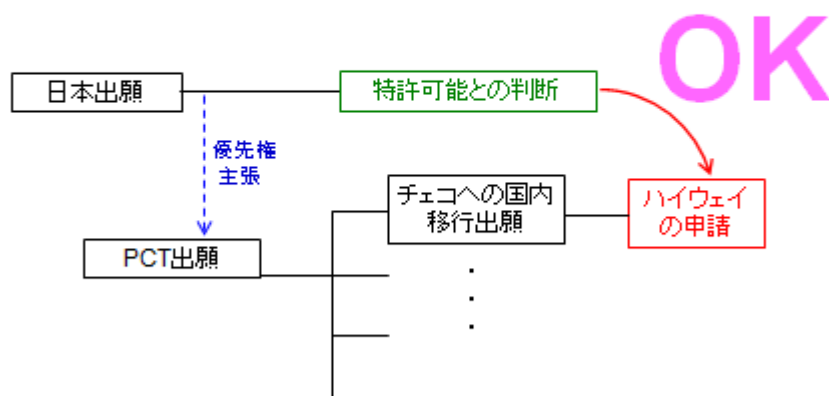 OK
日本出願
特許可能との判断
優先権
主張
チェコへの国内
移行出願
ハイウェイ
の申請
PCT出願